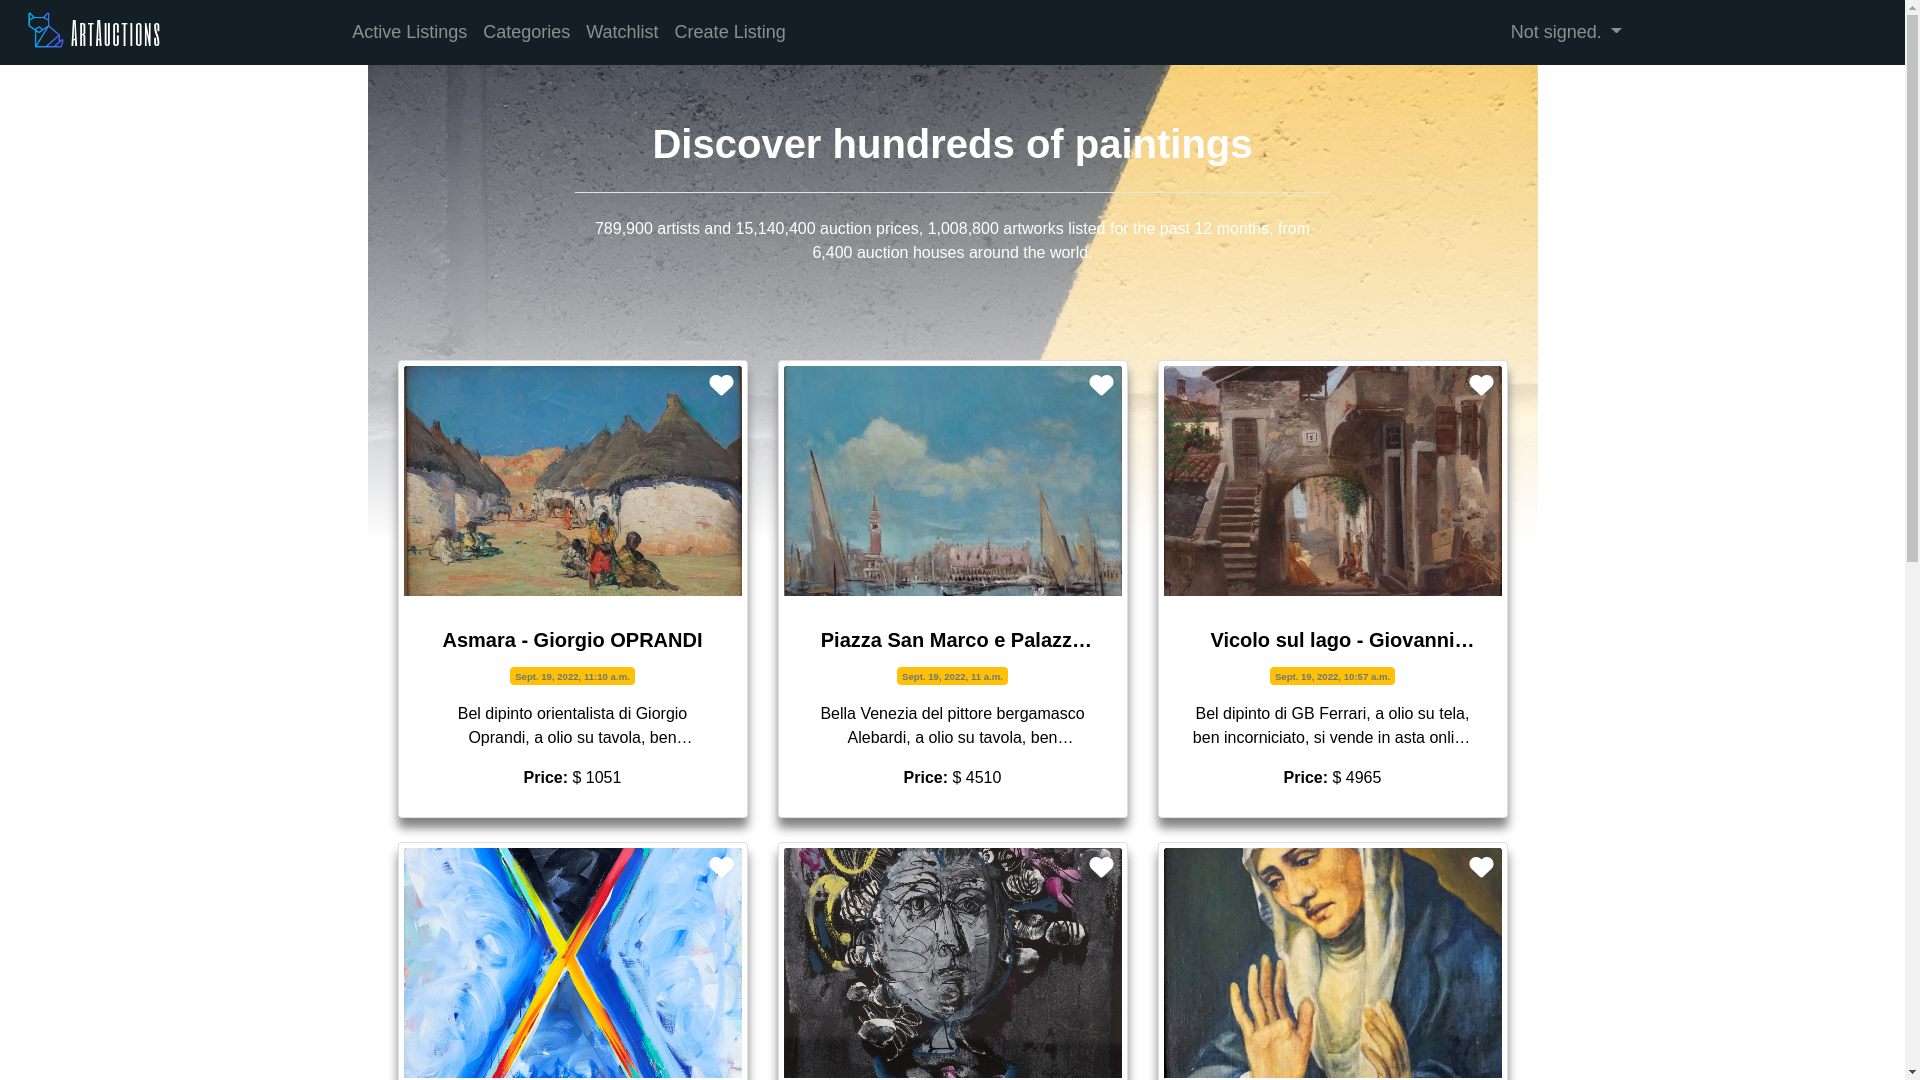 ArtAuctions
Active Listings
Categories
Watchlist
Create Listing
Not signed.
Discover hundreds of paintings
789,900 artists and 15,140,400 auction prices, 1,008,800 artworks listed for the past 12 months, from
6,400 auction houses around the world.
Asmara - Giorgio OPRANDI
Sept. 19, 2022, 11:10 a.m.
Bel dipinto orientalista di Giorgio
Oprandi, a olio su tavola, ben…
Price: $ 1051
Piazza San Marco e Palazz…
Sept. 19, 2022, 11 a.m.
Bella Venezia del pittore bergamasco
Alebardi, a olio su tavola, ben…
Price: $ 4510
Vicolo sul lago - Giovanni…
Sept. 19, 2022, 10:57 a.m.
Bel dipinto di GB Ferrari, a olio su tela,
ben incorniciato, si vende in asta onli…
Price: $ 4965